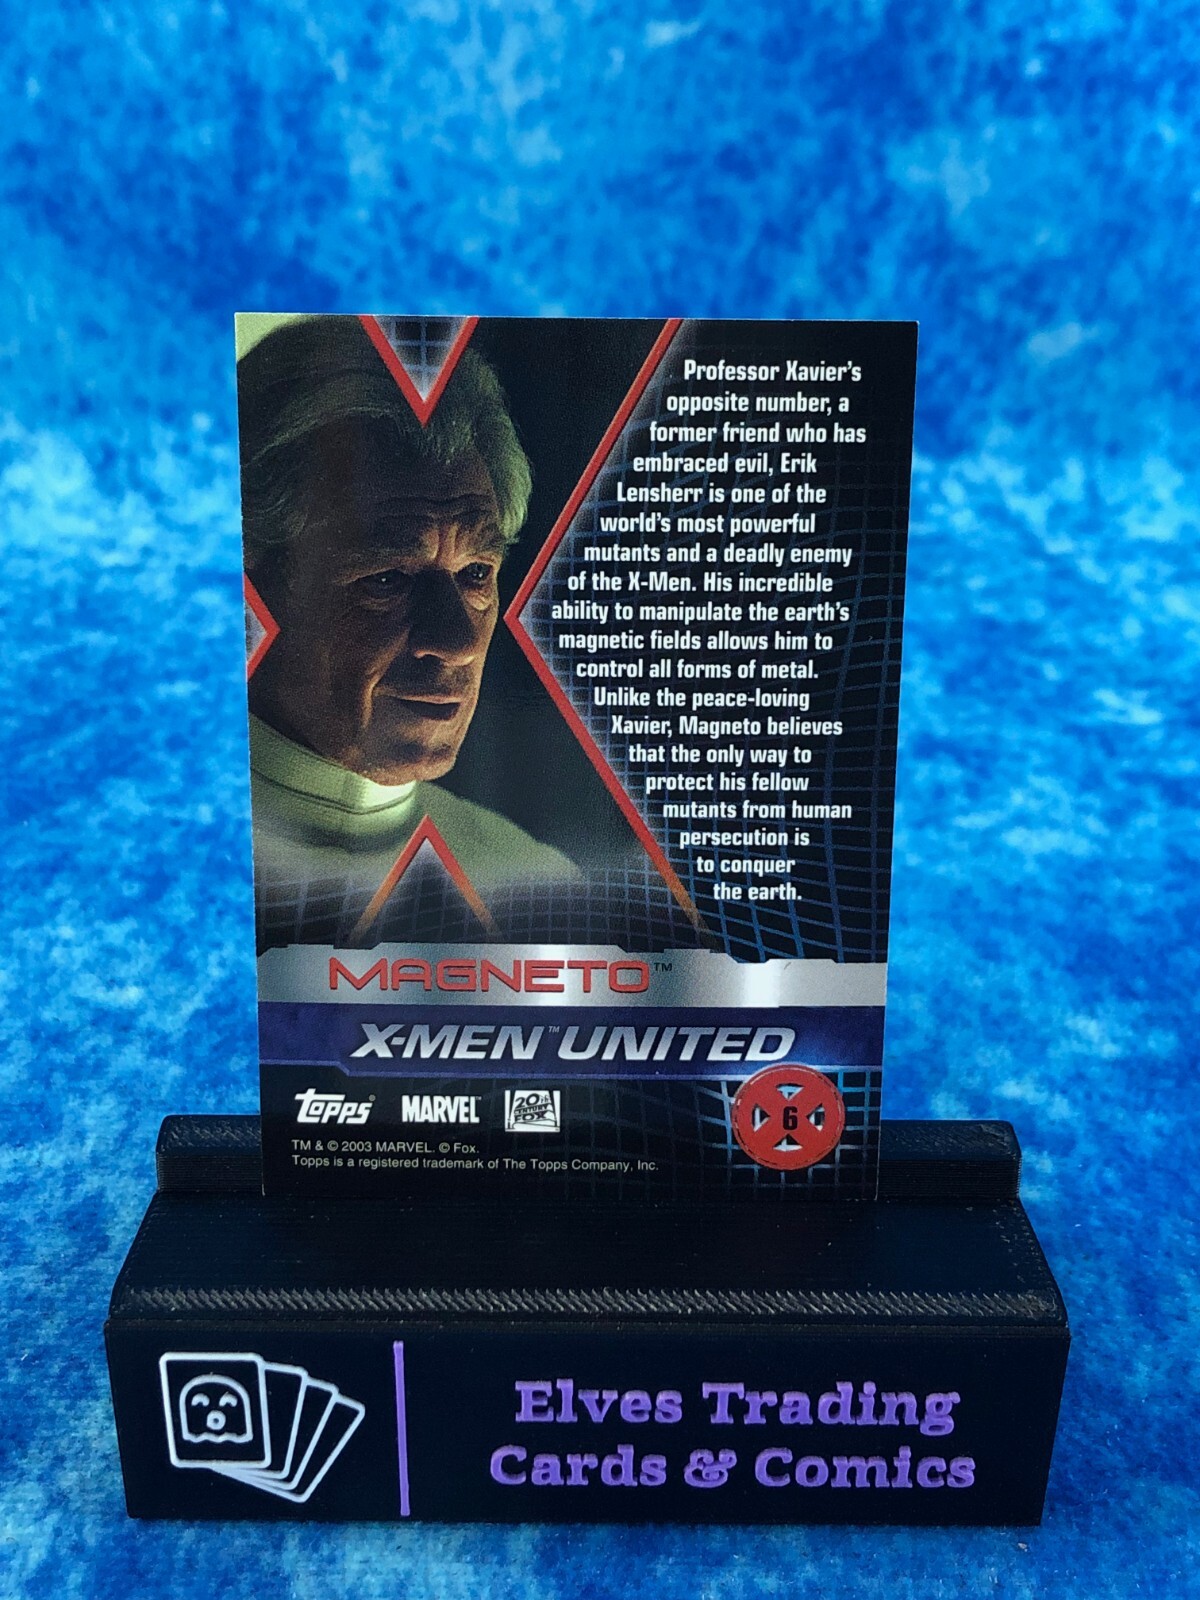 Professor Xavier's
opposite number, a
former friend who has
embraced evil, Erik
Lensherr is one of the
world's most powerful
mutants and a deadly enemy
of the X-Men. His incredible
ability to manipulate the earth's
magnetic fields allows him to
control all forms of metal.
Unlike the peace-loving
Xavier, Magneto believes
that the only way to
protect his fellow
mutants from human
persecution is
to conquer
the earth.
MAGNETO™
X-MEN™ UNITED
topps®
MARVEL™
20th
CENTURY
FOX
6
TM & © 2003 MARVEL. © Fox.
Topps is a registered trademark of The Topps Company, Inc.
Elves Trading
Cards & Comics